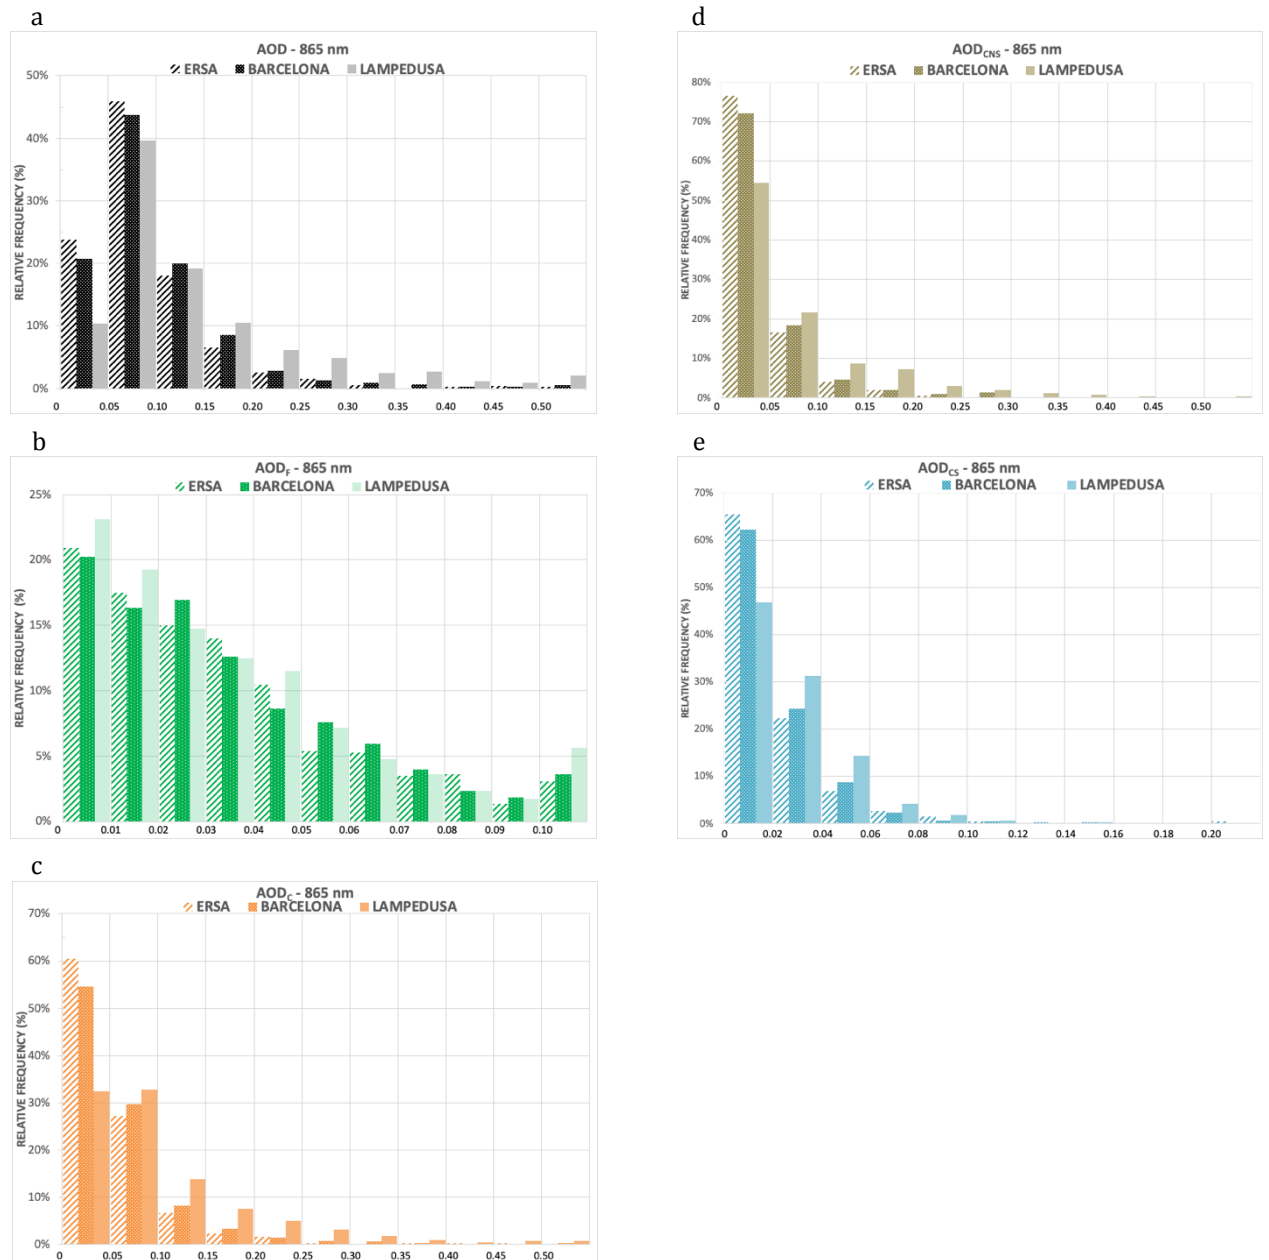 a
AOD - 865 nm
ERSA BARCELONA LAMPEDUSA
RELATIVE FREQUENCY (%)
50%
40%
30%
20%
10%
0%
0 0.05 0.10 0.15 0.20 0.25 0.30 0.35 0.40 0.45 0.50
b
AODF - 865 nm
ERSA BARCELONA LAMPEDUSA
RELATIVE FREQUENCY (%)
25%
20%
15%
10%
5%
0%
0 0.01 0.02 0.03 0.04 0.05 0.06 0.07 0.08 0.09 0.10
c
AODC - 865 nm
ERSA BARCELONA LAMPEDUSA
RELATIVE FREQUENCY (%)
70%
60%
50%
40%
30%
20%
10%
0%
0 0.05 0.10 0.15 0.20 0.25 0.30 0.35 0.40 0.45 0.50
d
AODCNS - 865 nm
ERSA BARCELONA LAMPEDUSA
RELATIVE FREQUENCY (%)
80%
70%
60%
50%
40%
30%
20%
10%
0%
0 0.05 0.10 0.15 0.20 0.25 0.30 0.35 0.40 0.45 0.50
e
AODCS - 865 nm
ERSA BARCELONA LAMPEDUSA
RELATIVE FREQUENCY (%)
70%
60%
50%
40%
30%
20%
10%
0%
0 0.02 0.04 0.06 0.08 0.10 0.12 0.14 0.16 0.18 0.20